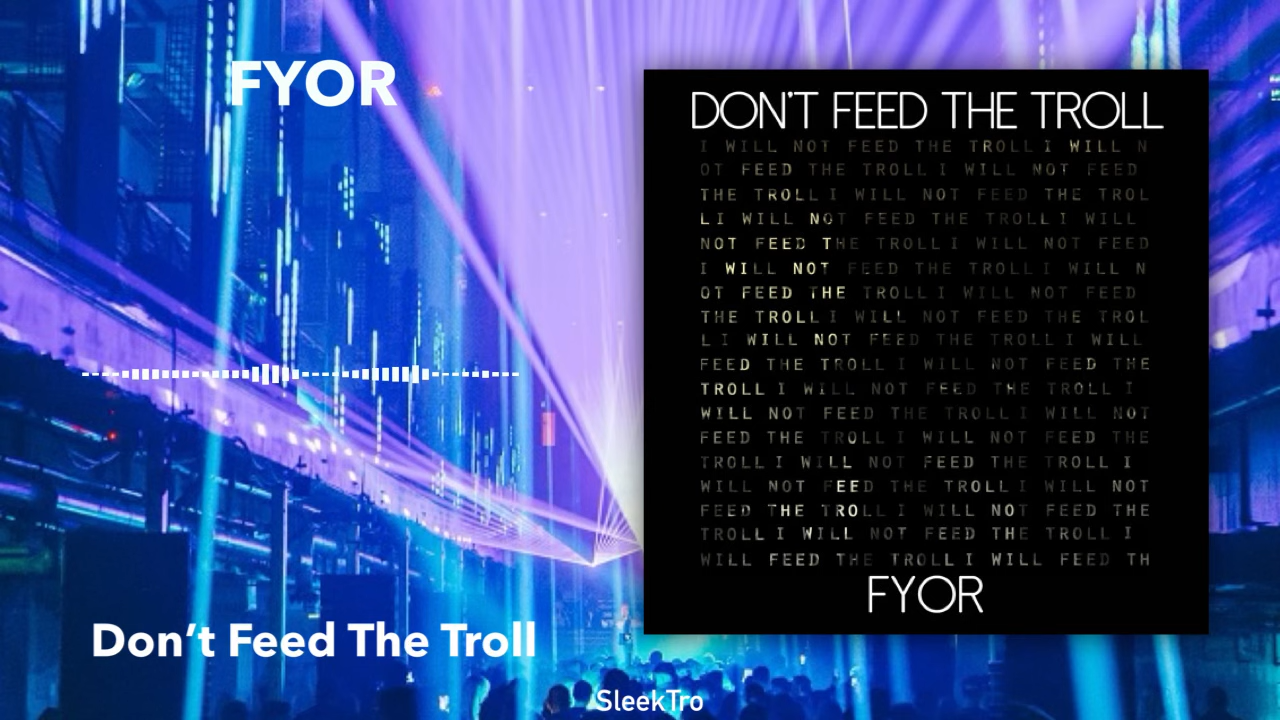 FYOR
Don't Feed The Troll
DON'T FEED THE TROLL
I WILL NOT FEED THE TROLL I WILL N
OT FEED THE TROLL I WILL NOT FEED
THE TROLL I WILL NOT FEED THE TROL
L I WILL NOT FEED THE TROLL I WILL
NOT FEED THE TROLL I WILL NOT FEED
I WILL NOT FEED THE TROLL I WILL N
OT FEED THE TROLL I WILL NOT FEED
THE TROLL I WILL NOT FEED THE TROL
L I WILL NOT FEED THE TROLL I WILL
FEED THE TROLL I WILL NOT FEED THE
TROLL I WILL NOT FEED THE TROLL I
WILL NOT FEED THE TROLL I WILL NOT
FEED THE TROLL I WILL NOT FEED THE
TROLL I WILL NOT FEED THE TROLL I
WILL NOT FEED THE TROLL I WILL NOT
FEED THE TROLL I WILL NOT FEED THE
TROLL I WILL NOT FEED THE TROLL I
WILL FEED THE TROLL I WILL FEED TH
FYOR
SleekTro